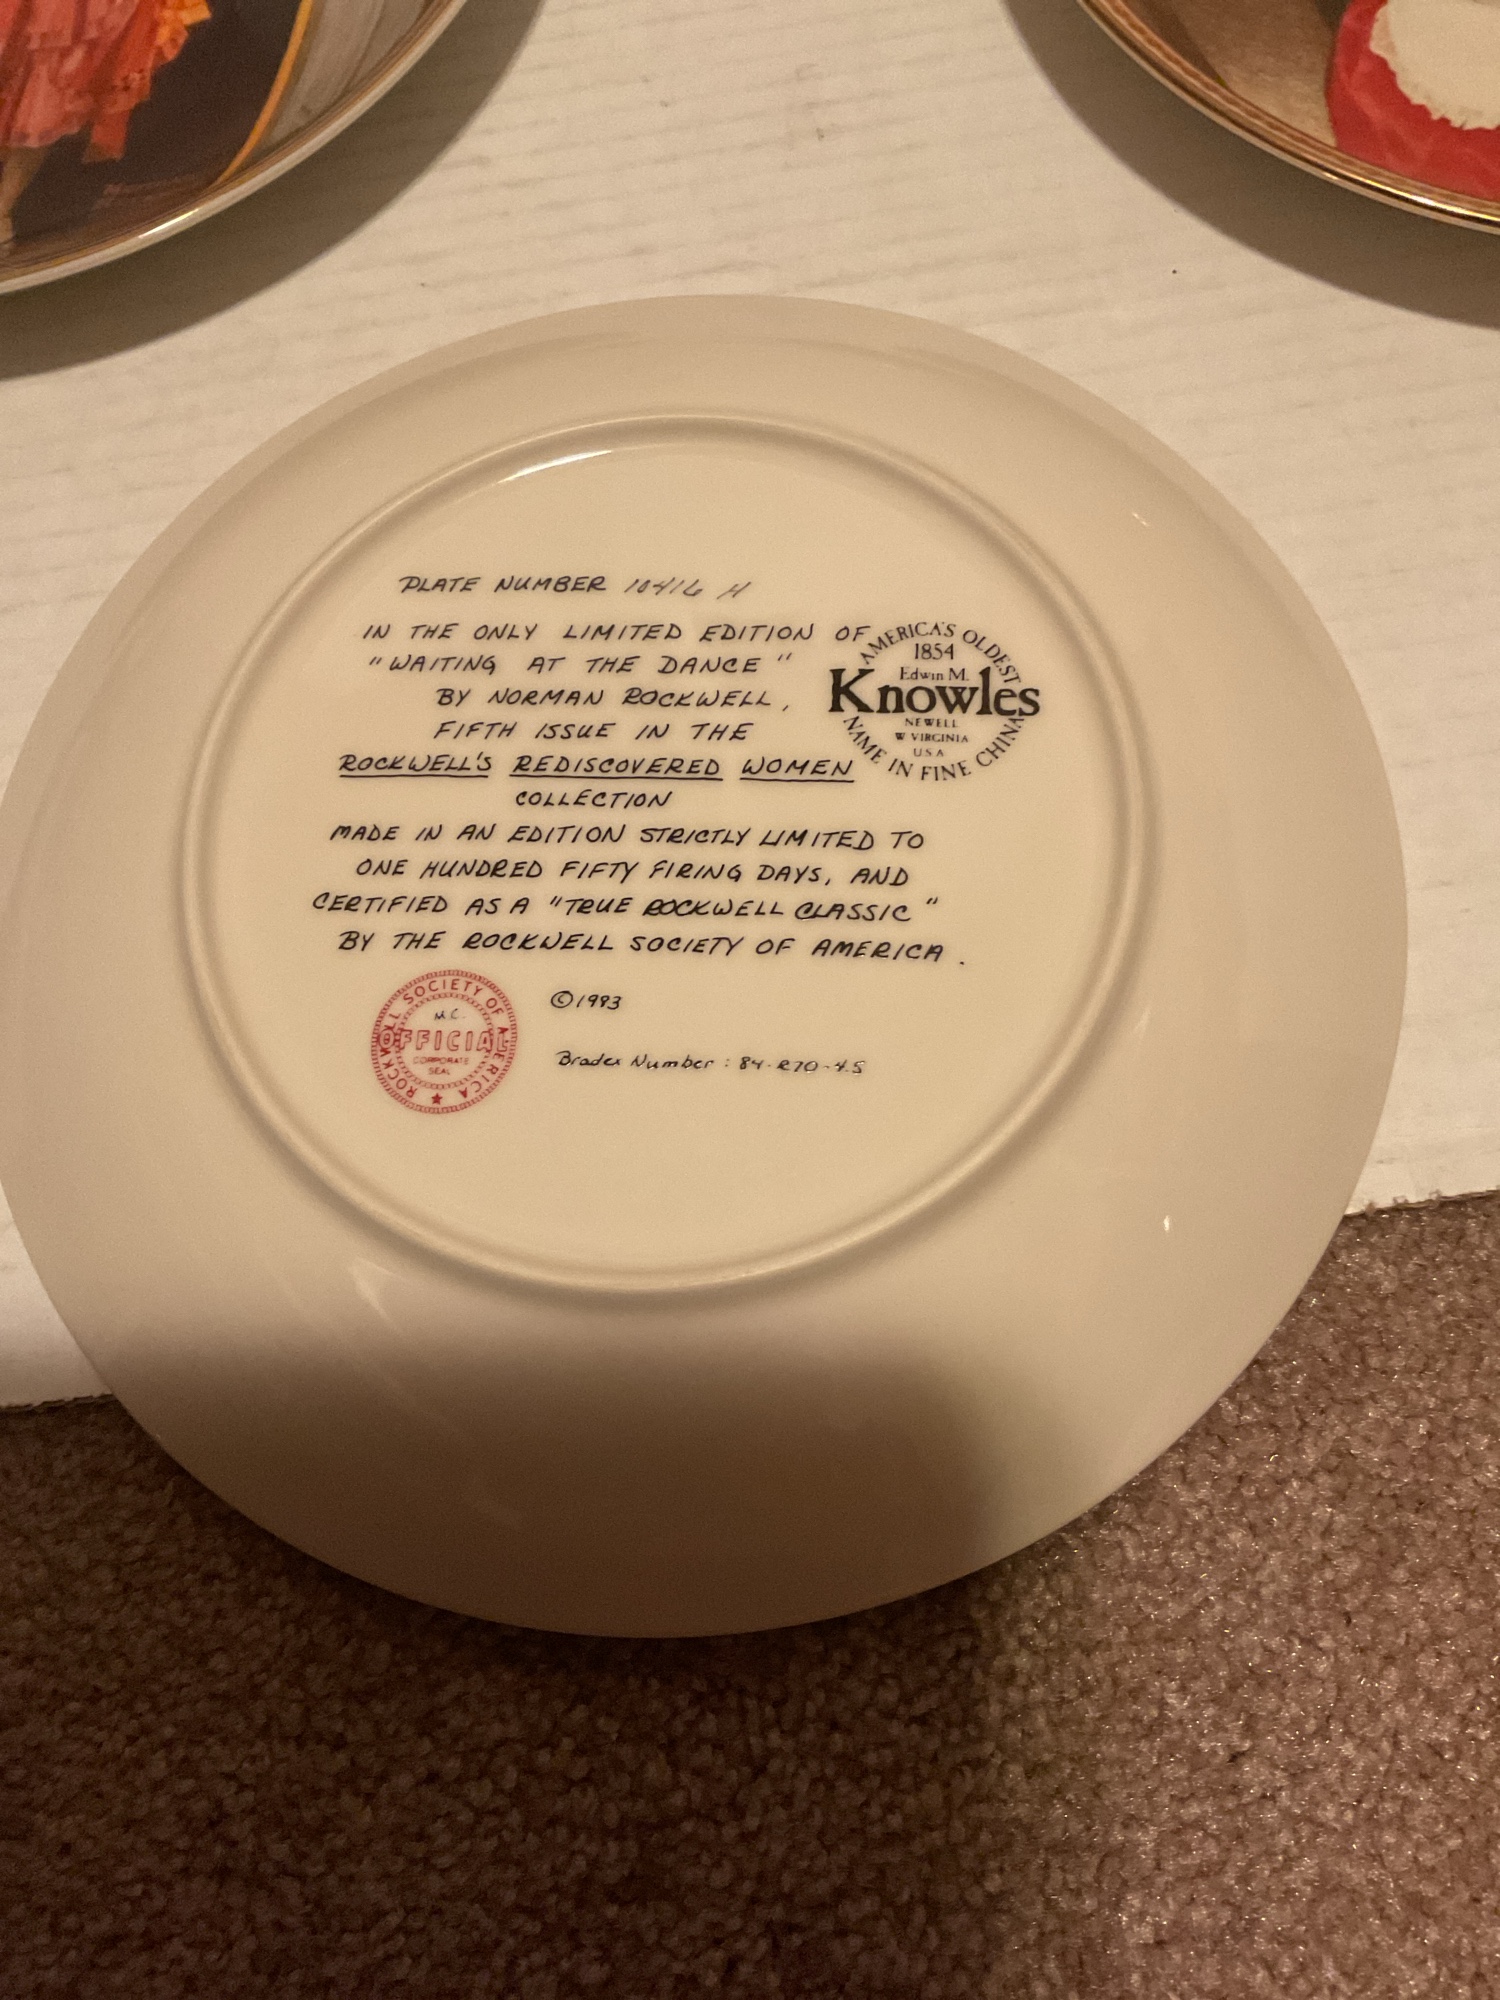 PLATE NUMBER 10416 H
IN THE ONLY LIMITED EDITION OF
"WAITING AT THE DANCE"
BY NORMAN ROCKWELL,
FIFTH ISSUE IN THE
ROCKWELL'S REDISCOVERED WOMEN
COLLECTION
MADE IN AN EDITION STRICTLY LIMITED TO
ONE HUNDRED FIFTY FIRING DAYS, AND
CERTIFIED AS A "TRUE ROCKWELL CLASSIC"
BY THE ROCKWELL SOCIETY OF AMERICA.
AMERICA'S OLDEST
1854
Edwin M.
Knowles
NEWELL
W VIRGINIA
USA
NAME IN FINE CHINA
ROCKWELL SOCIETY OF AMERICA
M.C.
OFFICIAL
CORPORATE
SEAL
©1983
Bradex Number: 84-R70-4.5